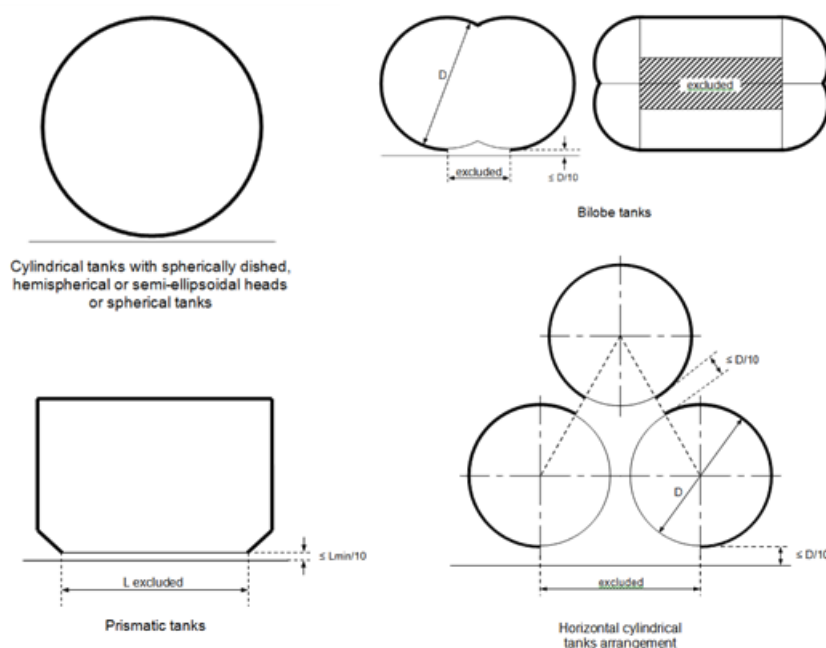 Cylindrical tanks with spherically dished,
hemispherical or semi-ellipsoidal heads
or spherical tanks
D
excluded
≤ D/10
excluded
Bilobe tanks
≤ Lmin/10
L excluded
Prismatic tanks
≤ D/10
D
≤ D/10
excluded
Horizontal cylindrical
tanks arrangement